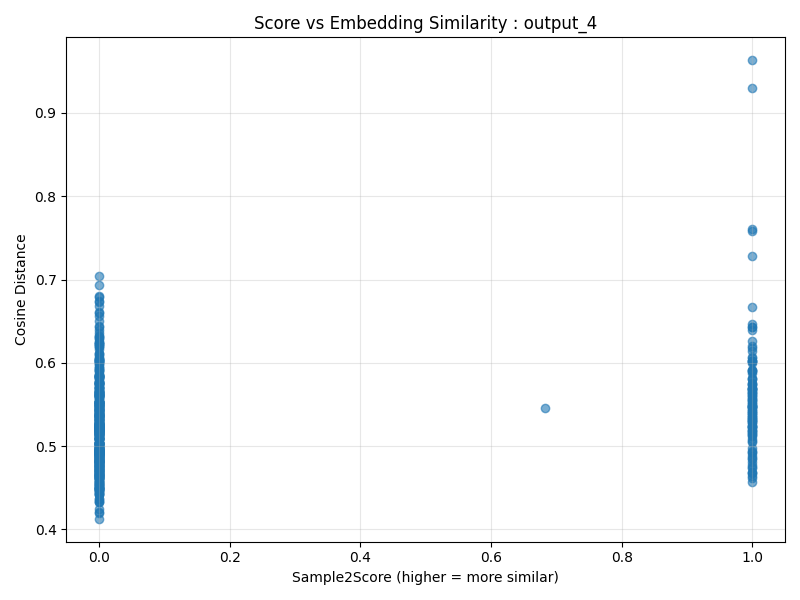 Score vs Embedding Similarity : output_4
Cosine Distance
0.9
0.8
0.7
0.6
0.5
0.4
0.0 0.2 0.4 0.6 0.8 1.0
Sample2Score (higher = more similar)